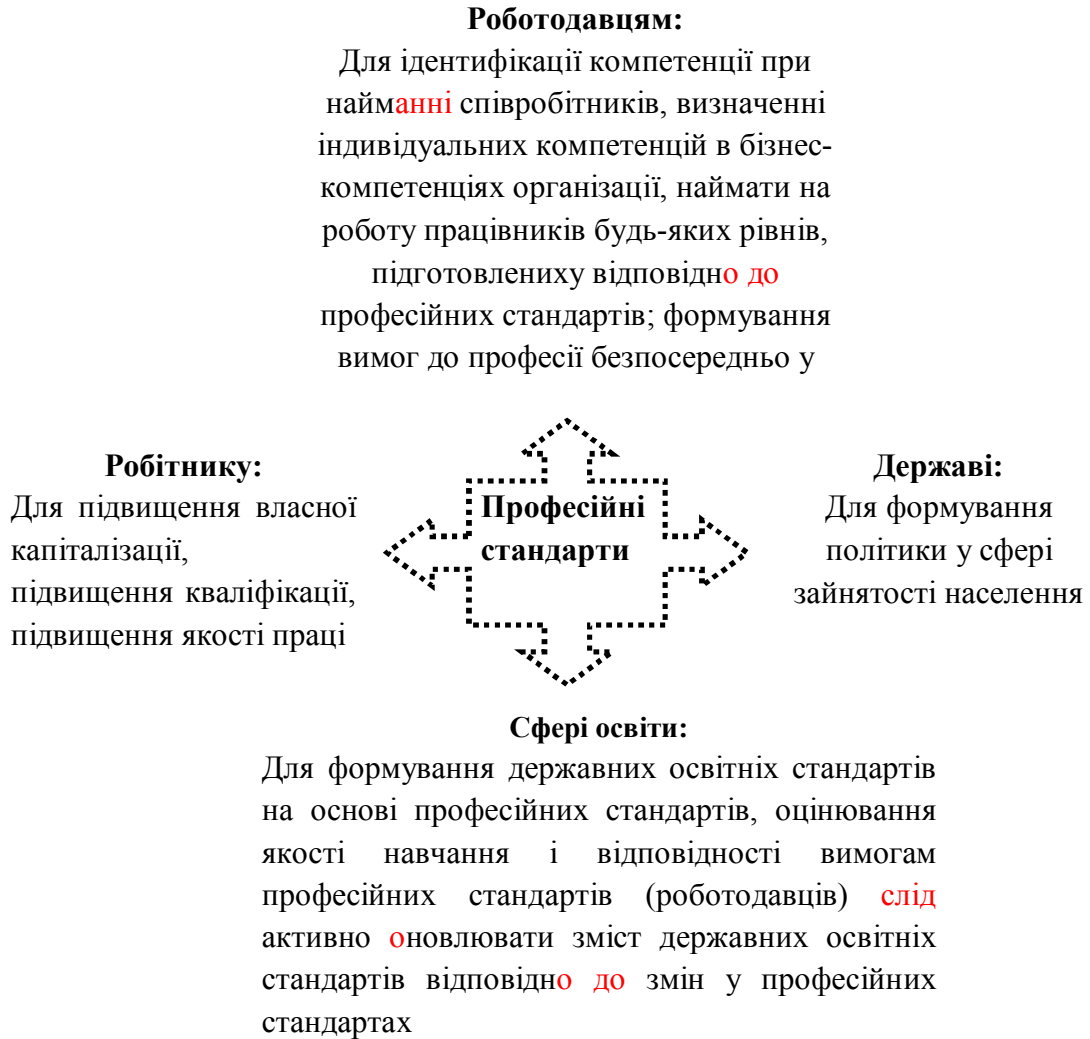 Роботодавцям:
Для ідентифікації компетенції при
найманні співробітників, визначенні
індивідуальних компетенцій в бізнес-
компетенціях організації, наймати на
роботу працівників будь-яких рівнів,
підготовлениху відповідно до
професійних стандартів; формування
вимог до професії безпосередньо у
Робітнику:
Для підвищення власної
капіталізації,
підвищення кваліфікації,
підвищення якості праці
Професійні
стандарти
Державі:
Для формування
політики у сфері
зайнятості населення
Сфері освіти:
Для формування державних освітніх стандартів
на основі професійних стандартів, оцінювання
якості навчання і відповідності вимогам
професійних стандартів (роботодавців) слід
активно оновлювати зміст державних освітніх
стандартів відповідно до змін у професійних
стандартах